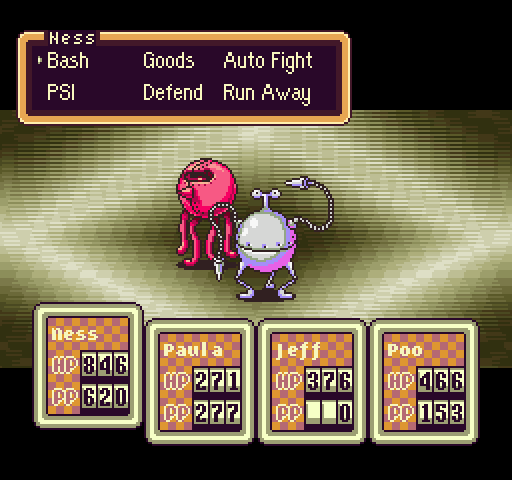 Ness
Bash Goods Auto Fight
PSI Defend Run Away
Ness
HP 846
PP 620
Paula
HP 271
PP 277
Jeff
HP 376
PP 0
Poo
HP 466
PP 153